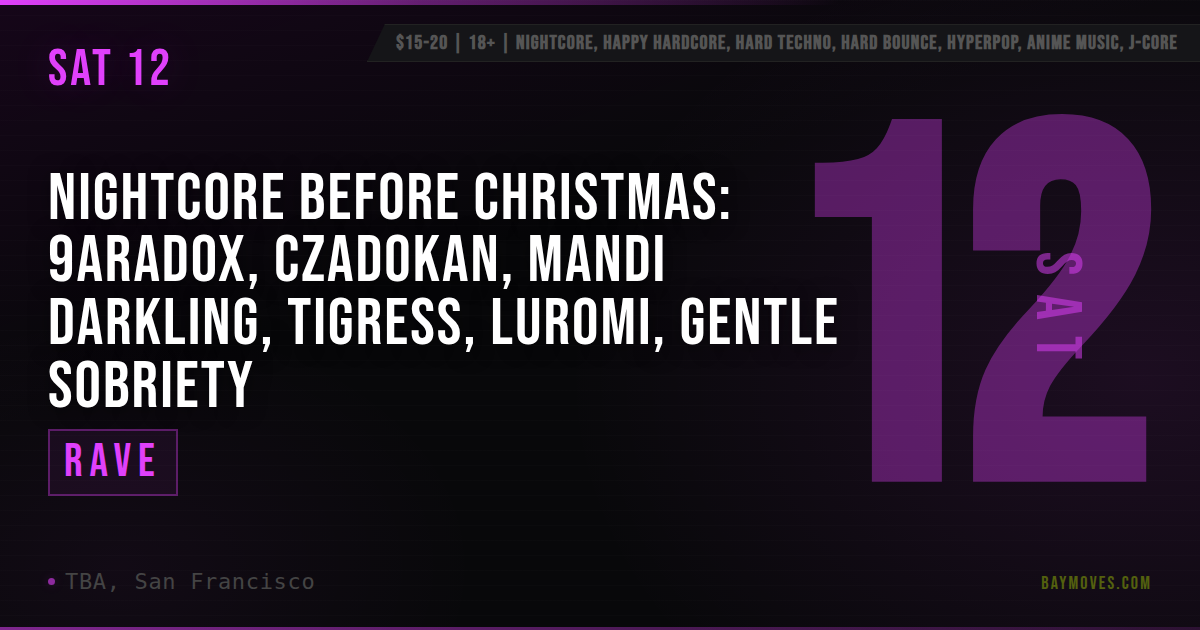 $15-20 | 18+ | NIGHTCORE, HAPPY HARDCORE, HARD TECHNO, HARD BOUNCE, HYPERPOP, ANIME MUSIC, J-CORE
SAT 12
12
SAT
NIGHTCORE BEFORE CHRISTMAS:
9ARADOX, CZADOKAN, MANDI
DARKLING, TIGRESS, LUROMI, GENTLE
SOBRIETY
RAVE
TBA, San Francisco
BAYMOVES.COM